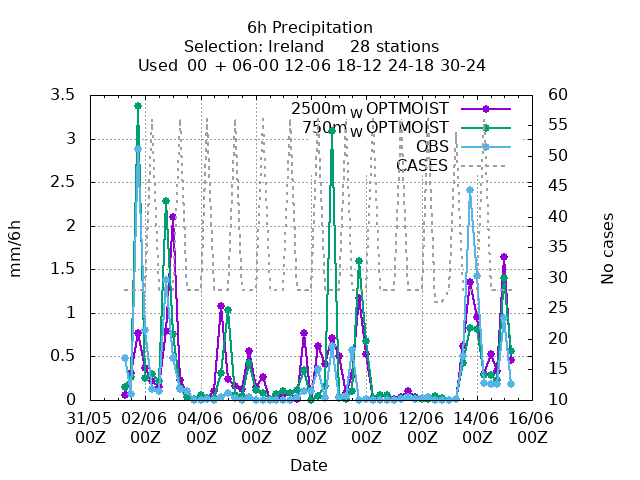 6h Precipitation
Selection: Ireland 28 stations
Used 00 + 06-00 12-06 18-12 24-18 30-24
3.5 60
2500m w OPTMOIST
55
750m w OPTMOIST
3
OBS 50
CASES
2.5 45
2 40
35
1.5 30
1 25
20
0.5 15
0 10
31/05 02/06 04/06 06/06 08/06 10/06 12/06 14/06 16/06
00Z 00Z 00Z 00Z 00Z 00Z 00Z 00Z 00Z
mm/6h
No cases
Date